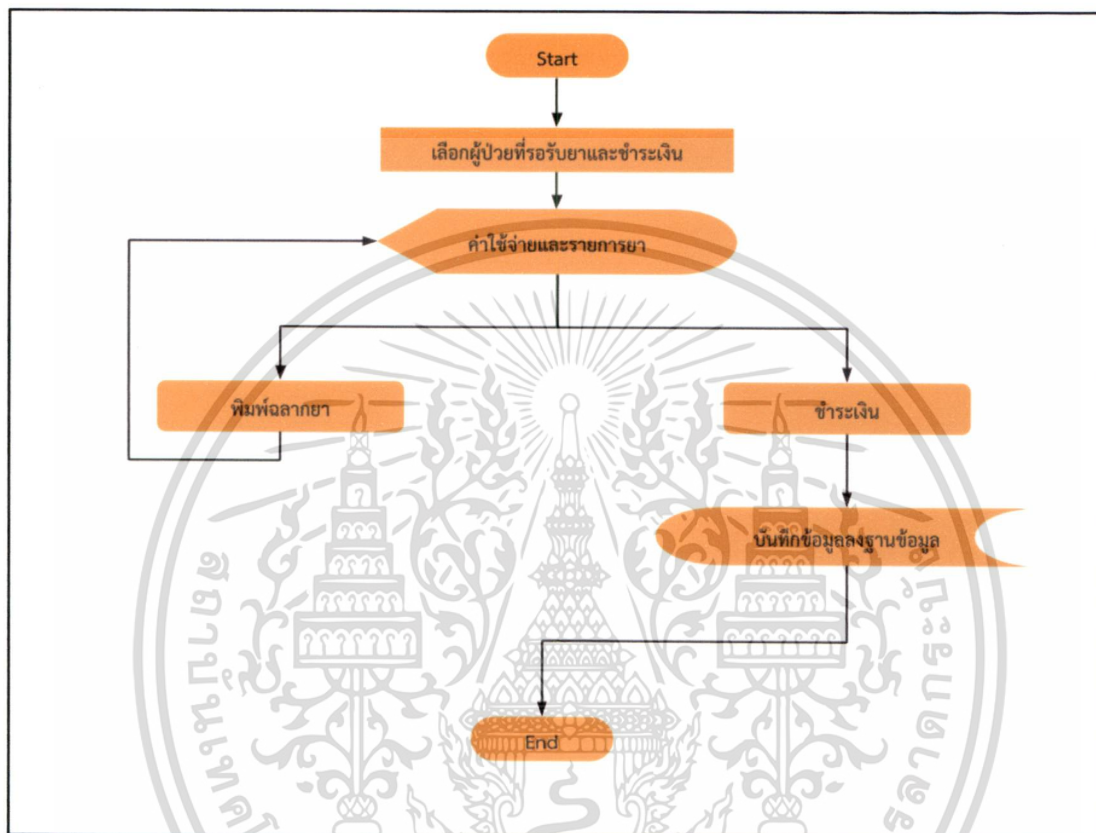 Start
เลือกผู้ป่วยที่รอรับยาและชำระเงิน
ค่าใช้จ่ายและรายการยา
พิมพ์ฉลากยา
ชำระเงิน
บันทึกข้อมูลลงฐานข้อมูล
End